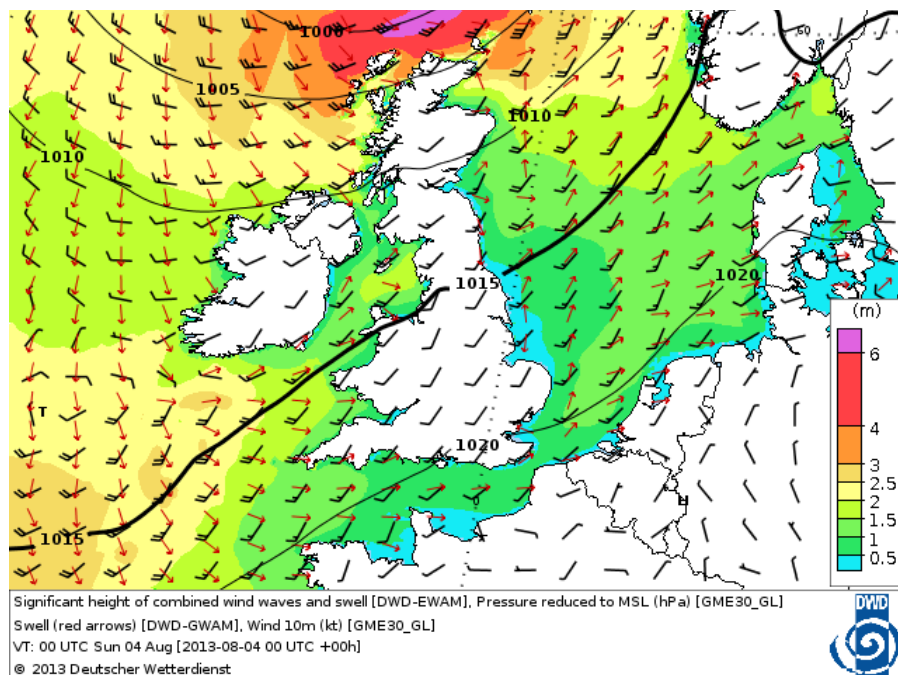 1000
60
1005
1010
1010
1015
1020
(m)
6
4
3
2.5
2
1.5
1
0.5
T
1020
0
H
1015
Significant height of combined wind waves and swell [DWD-EWAM], Pressure reduced to MSL (hPa) [GME30_GL]
Swell (red arrows) [DWD-GWAM], Wind 10m (kt) [GME30_GL]
VT: 00 UTC Sun 04 Aug [2013-08-04 00 UTC +00h]
© 2013 Deutscher Wetterdienst
DWD